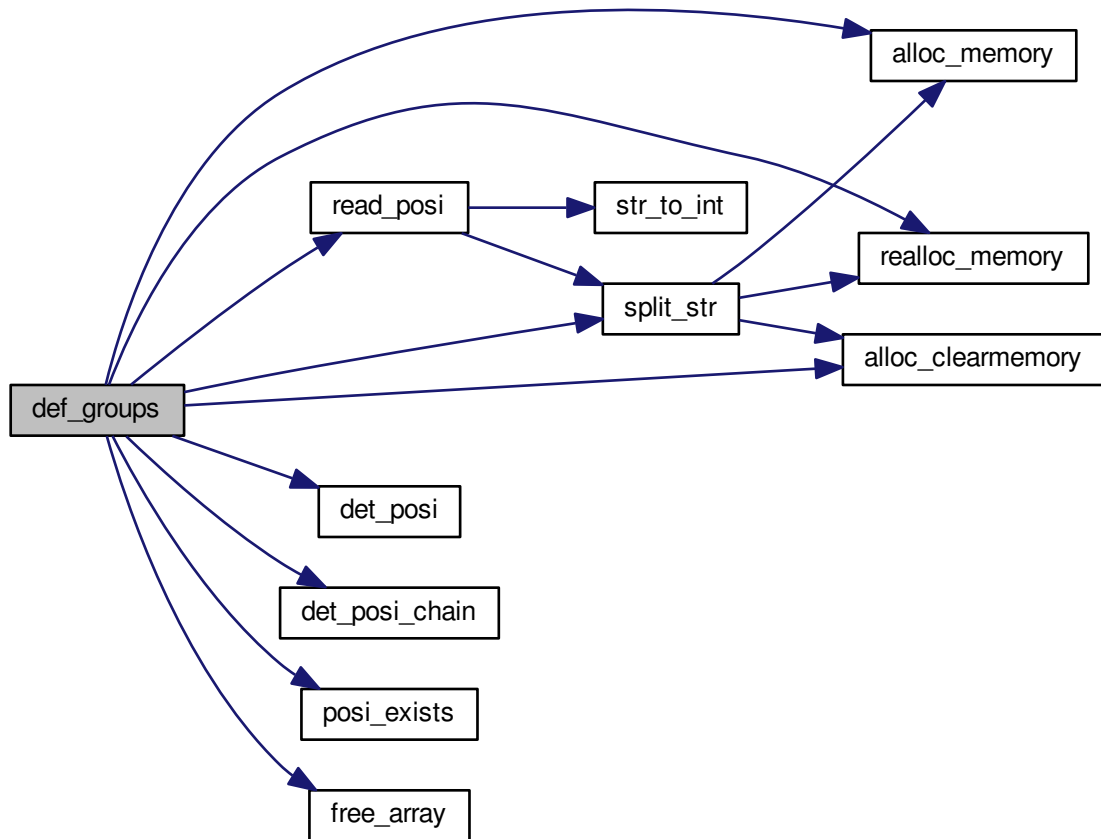 alloc_memory
read_posi
str_to_int
realloc_memory
split_str
alloc_clearmemory
def_groups
det_posi
det_posi_chain
posi_exists
free_array